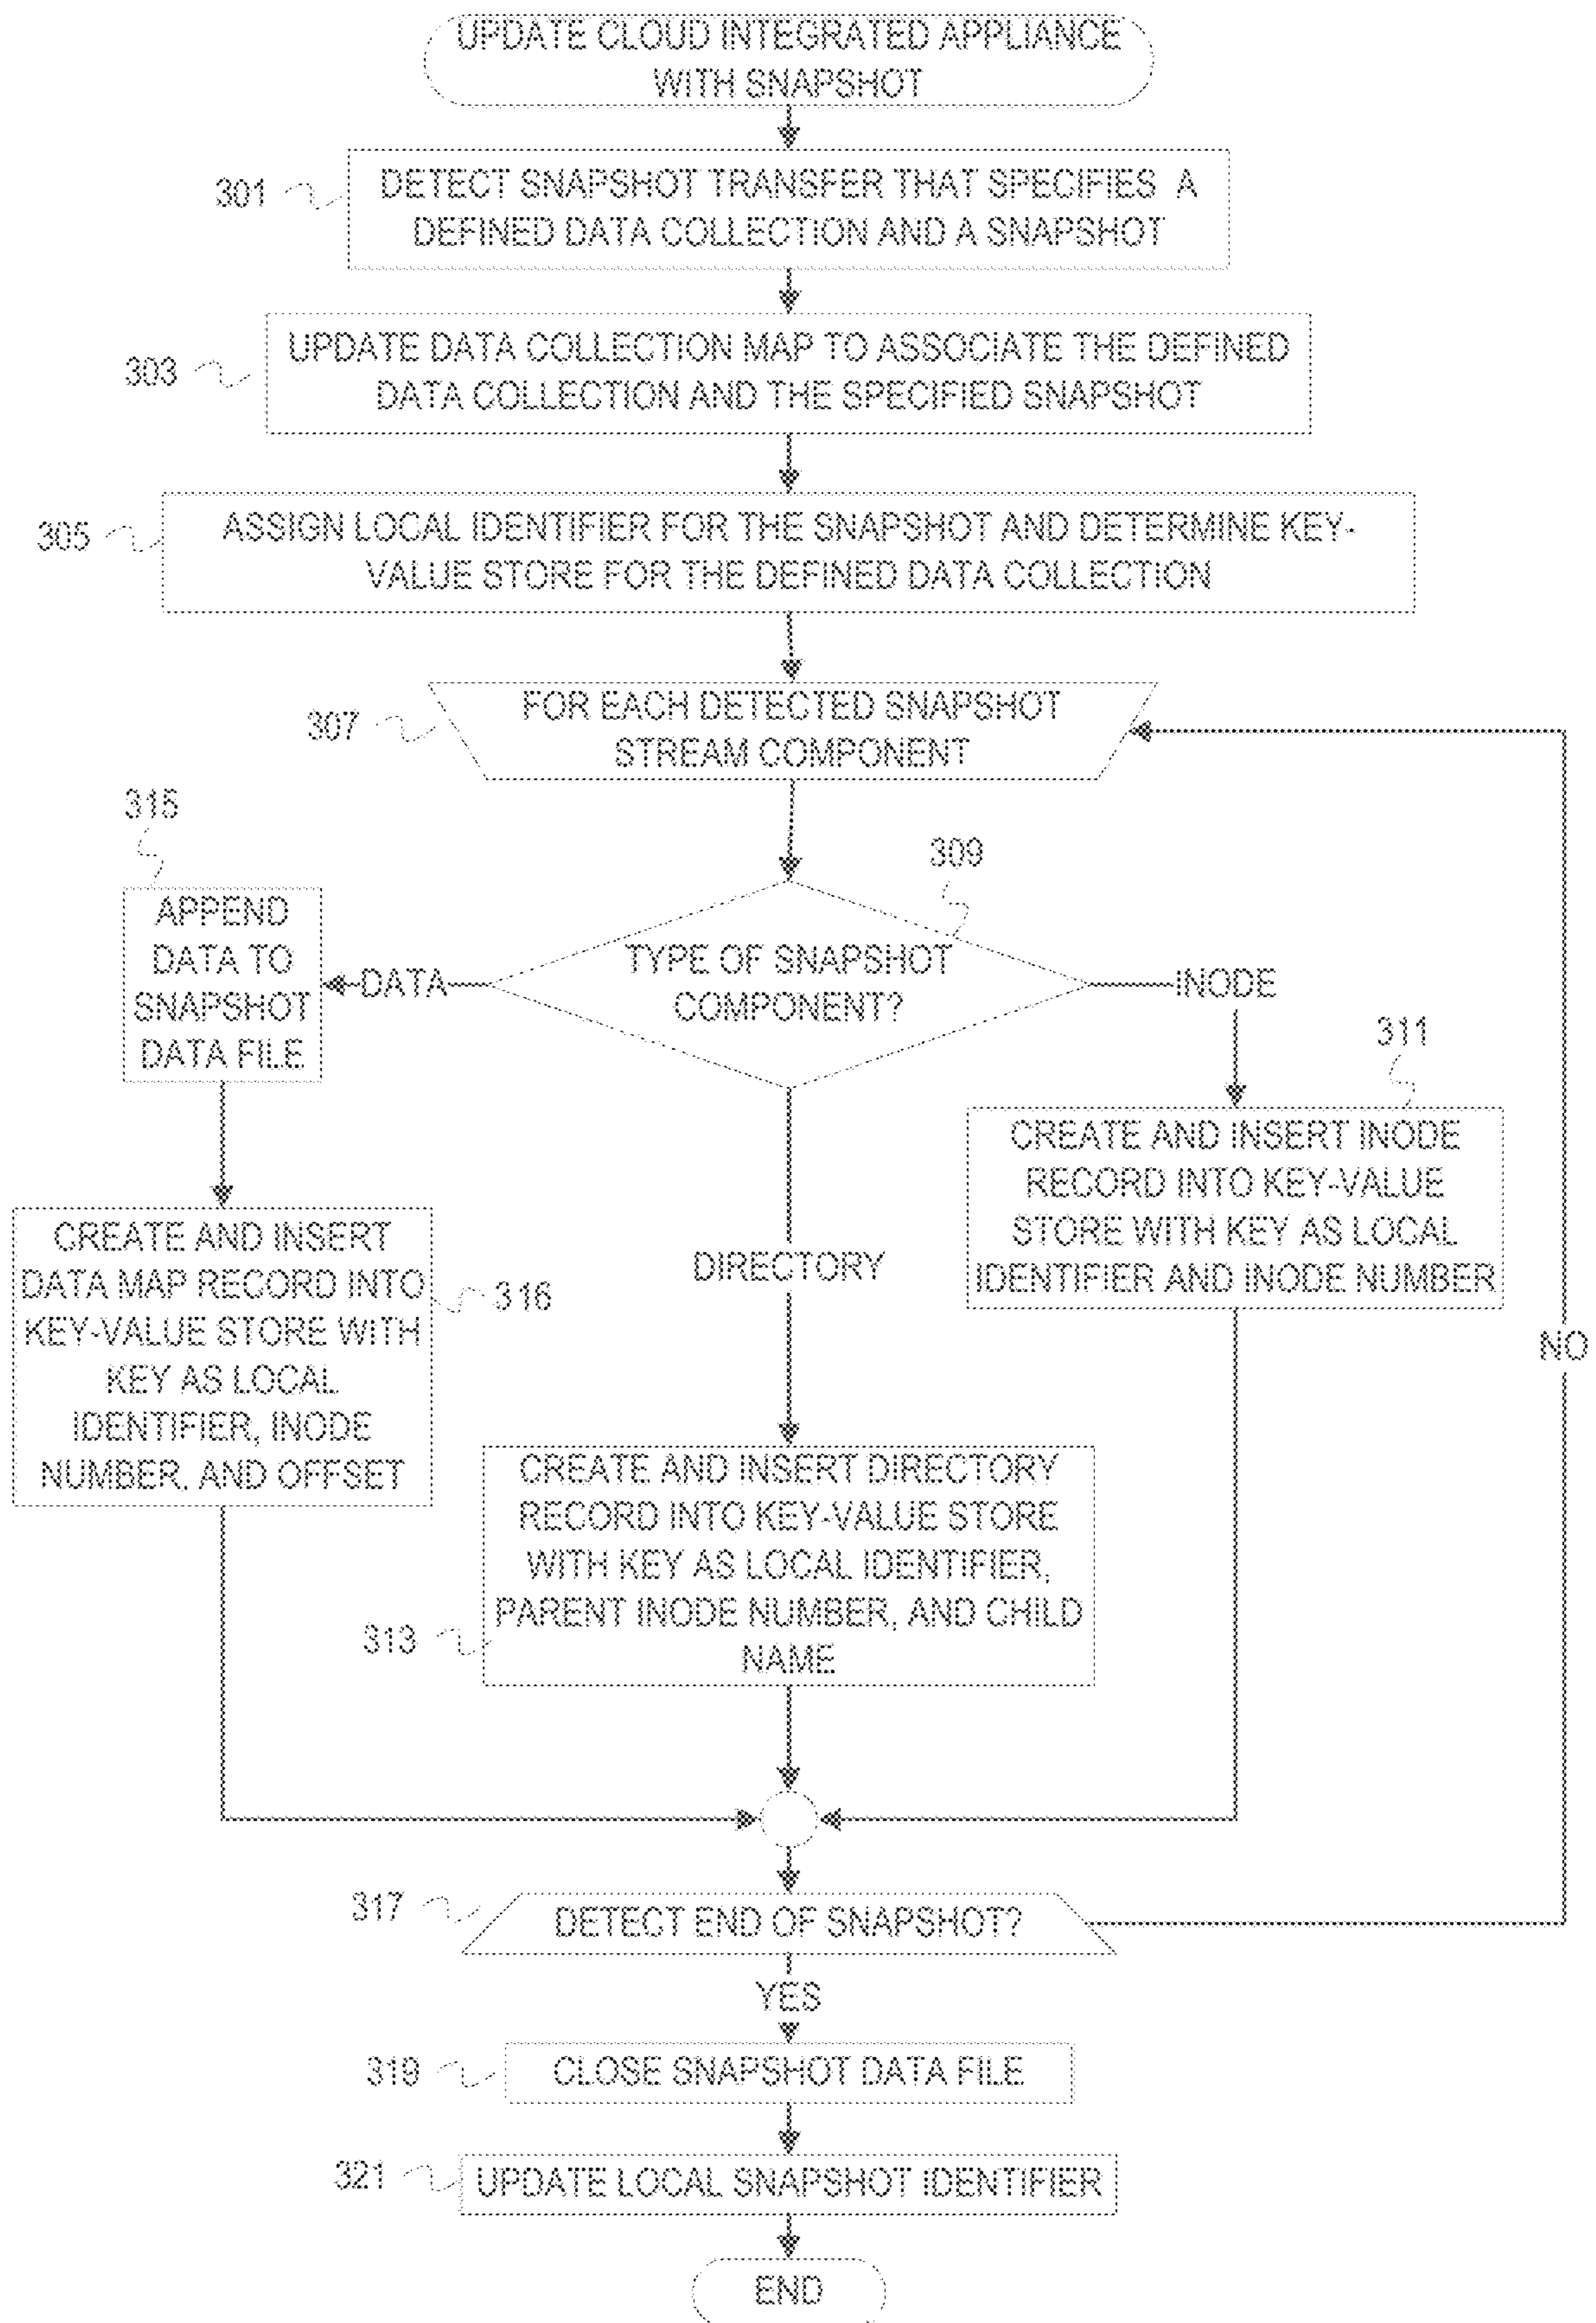 UPDATE CLOUD INTEGRATED APPLIANCE
WITH SNAPSHOT
301
DETECT SNAPSHOT TRANSFER THAT SPECIFIES A
DEFINED DATA COLLECTION AND A SNAPSHOT
303
UPDATE DATA COLLECTION MAP TO ASSOCIATE THE DEFINED
DATA COLLECTION AND THE SPECIFIED SNAPSHOT
305
ASSIGN LOCAL IDENTIFIER FOR THE SNAPSHOT AND DETERMINE KEY-
VALUE STORE FOR THE DEFINED DATA COLLECTION
307
FOR EACH DETECTED SNAPSHOT
STREAM COMPONENT
309
TYPE OF SNAPSHOT
COMPONENT?
DATA
315
APPEND
DATA TO
SNAPSHOT
DATA FILE
316
CREATE AND INSERT
DATA MAP RECORD INTO
KEY-VALUE STORE WITH
KEY AS LOCAL
IDENTIFIER, INODE
NUMBER, AND OFFSET
DIRECTORY
313
CREATE AND INSERT DIRECTORY
RECORD INTO KEY-VALUE STORE
WITH KEY AS LOCAL IDENTIFIER,
PARENT INODE NUMBER, AND CHILD
NAME
INODE
311
CREATE AND INSERT INODE
RECORD INTO KEY-VALUE
STORE WITH KEY AS LOCAL
IDENTIFIER AND INODE NUMBER
NO
317
DETECT END OF SNAPSHOT?
YES
319
CLOSE SNAPSHOT DATA FILE
321
UPDATE LOCAL SNAPSHOT IDENTIFIER
END